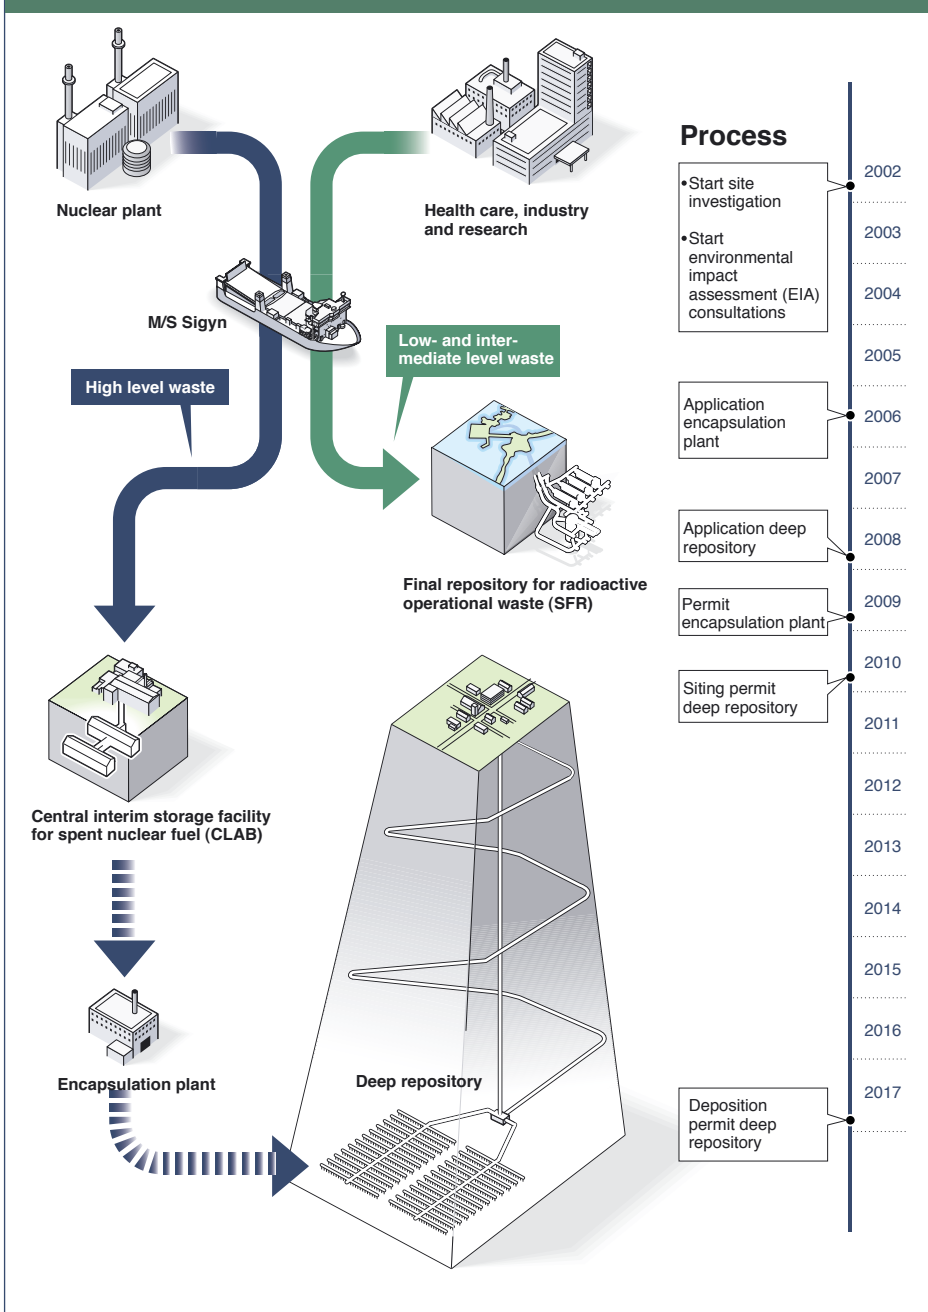 Nuclear plant
Health care, industry
and research
M/S Sigyn
High level waste
Low- and inter-
mediate level waste
Final repository for radioactive
operational waste (SFR)
Central interim storage facility
for spent nuclear fuel (CLAB)
Encapsulation plant
Deep repository
Process
•Start site
investigation
•Start
environmental
impact
assessment (EIA)
consultations
Application
encapsulation
plant
Application deep
repository
Permit
encapsulation plant
Siting permit
deep repository
Deposition
permit deep
repository
2002
2003
2004
2005
2006
2007
2008
2009
2010
2011
2012
2013
2014
2015
2016
2017